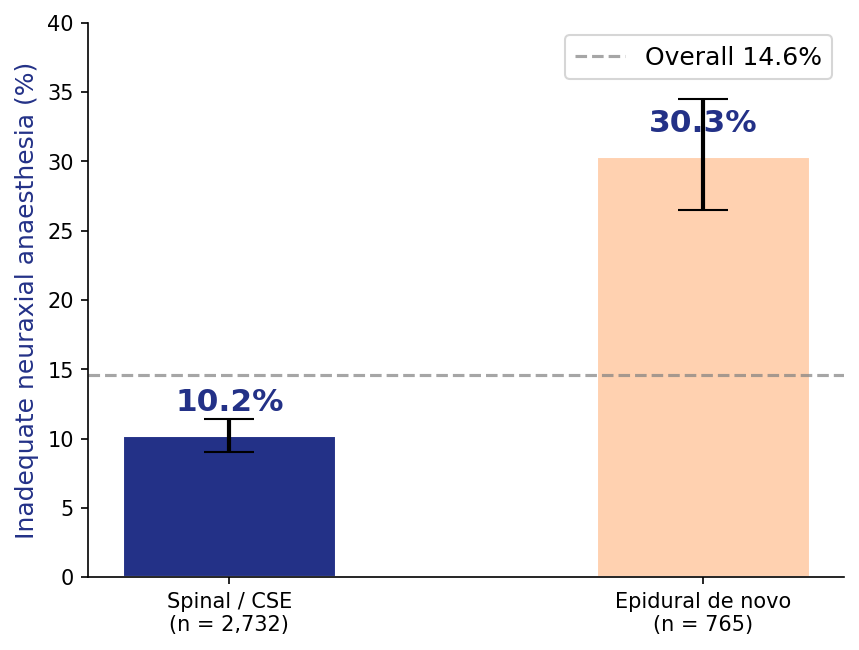 Inadequate neuraxial anaesthesia (%)
40
35
30
25
20
15
10
5
0
Overall 14.6%
30.3%
10.2%
Spinal / CSE
(n = 2,732)
Epidural de novo
(n = 765)